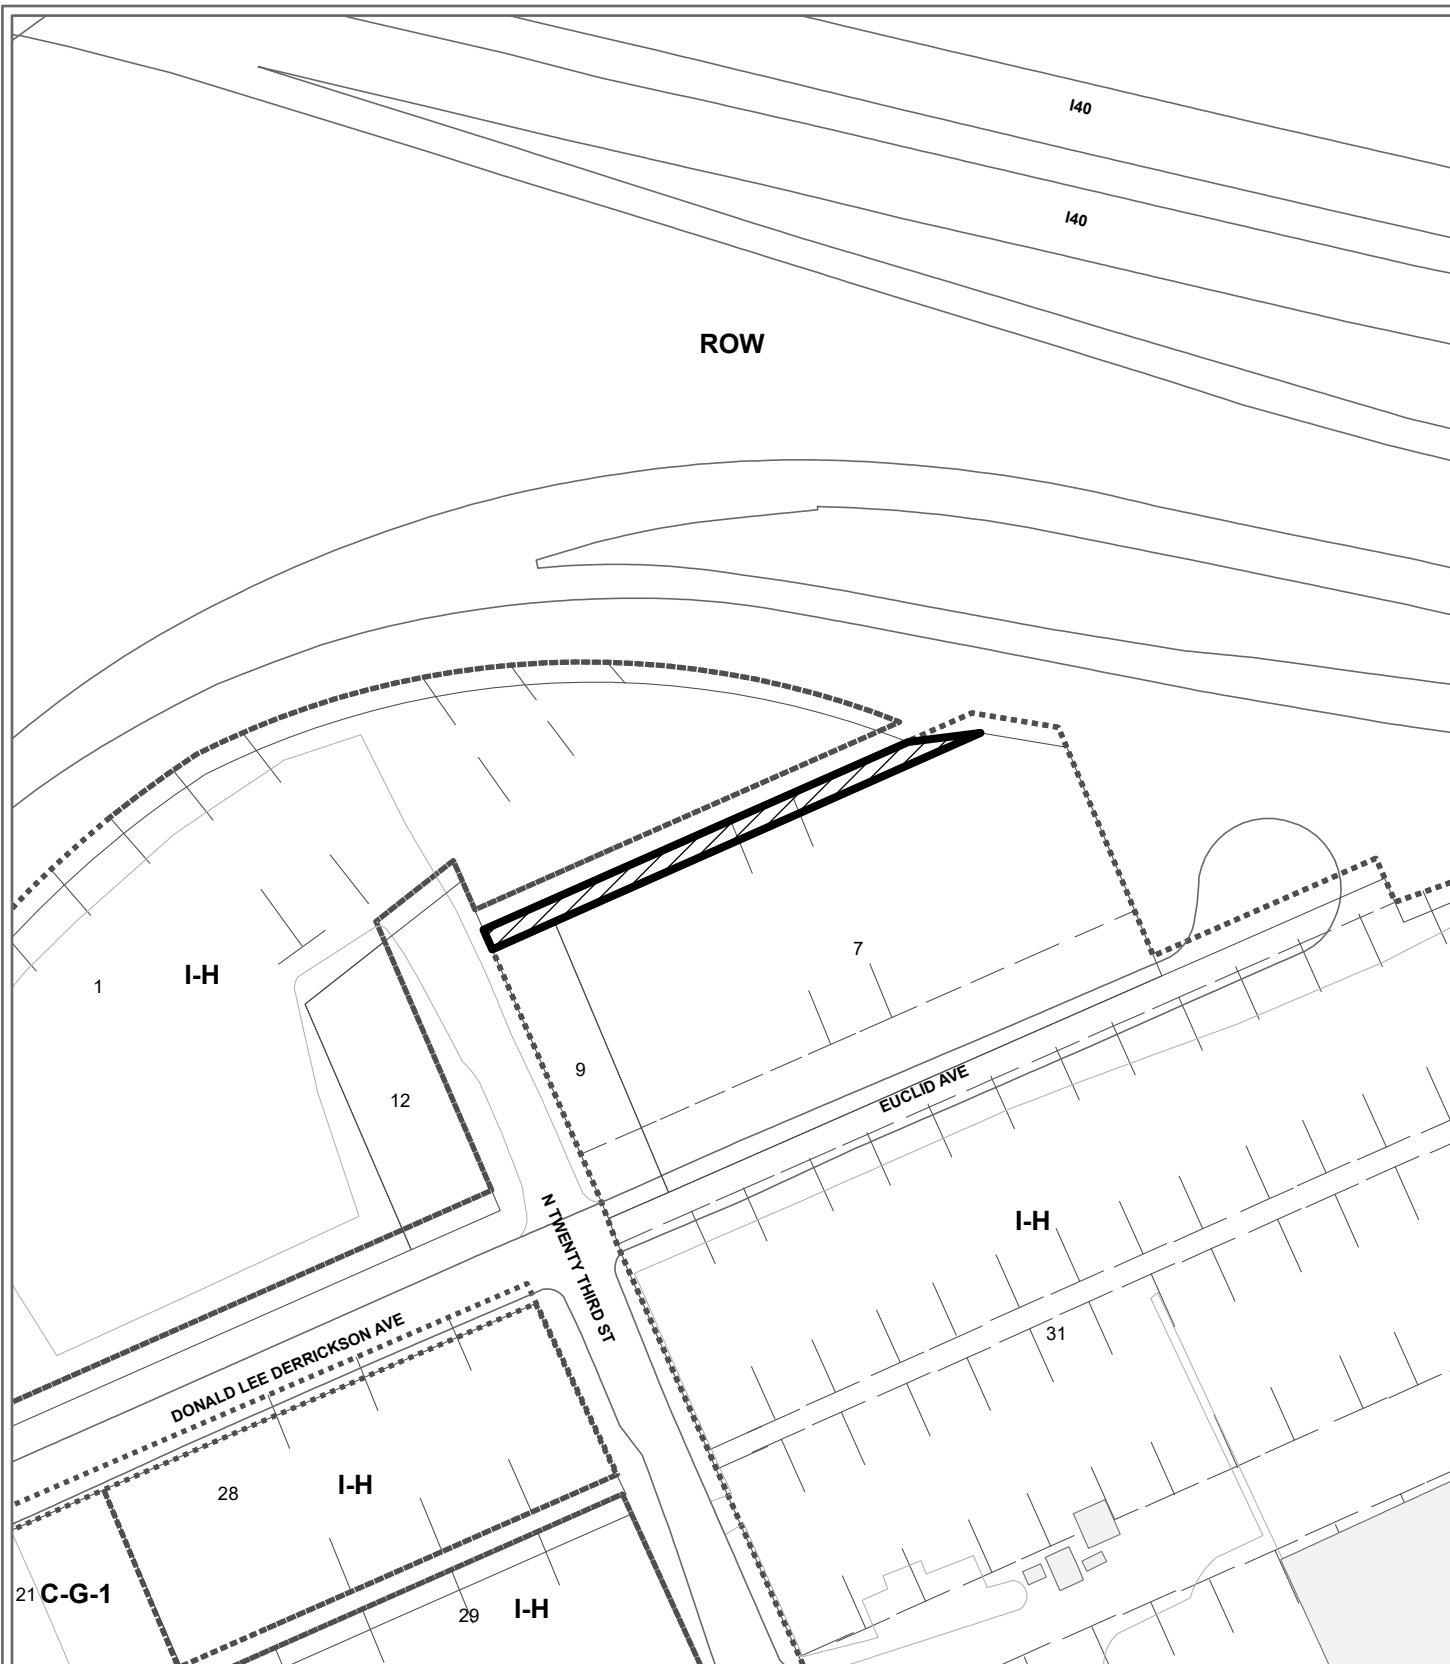 I40
I40
ROW
7
1
I-H
9
EUCLID AVE
12
N TWENTY THIRD ST
I-H
31
DONALD LEE DERRICKSON AVE
28
I-H
21
C-G-1
29
I-H